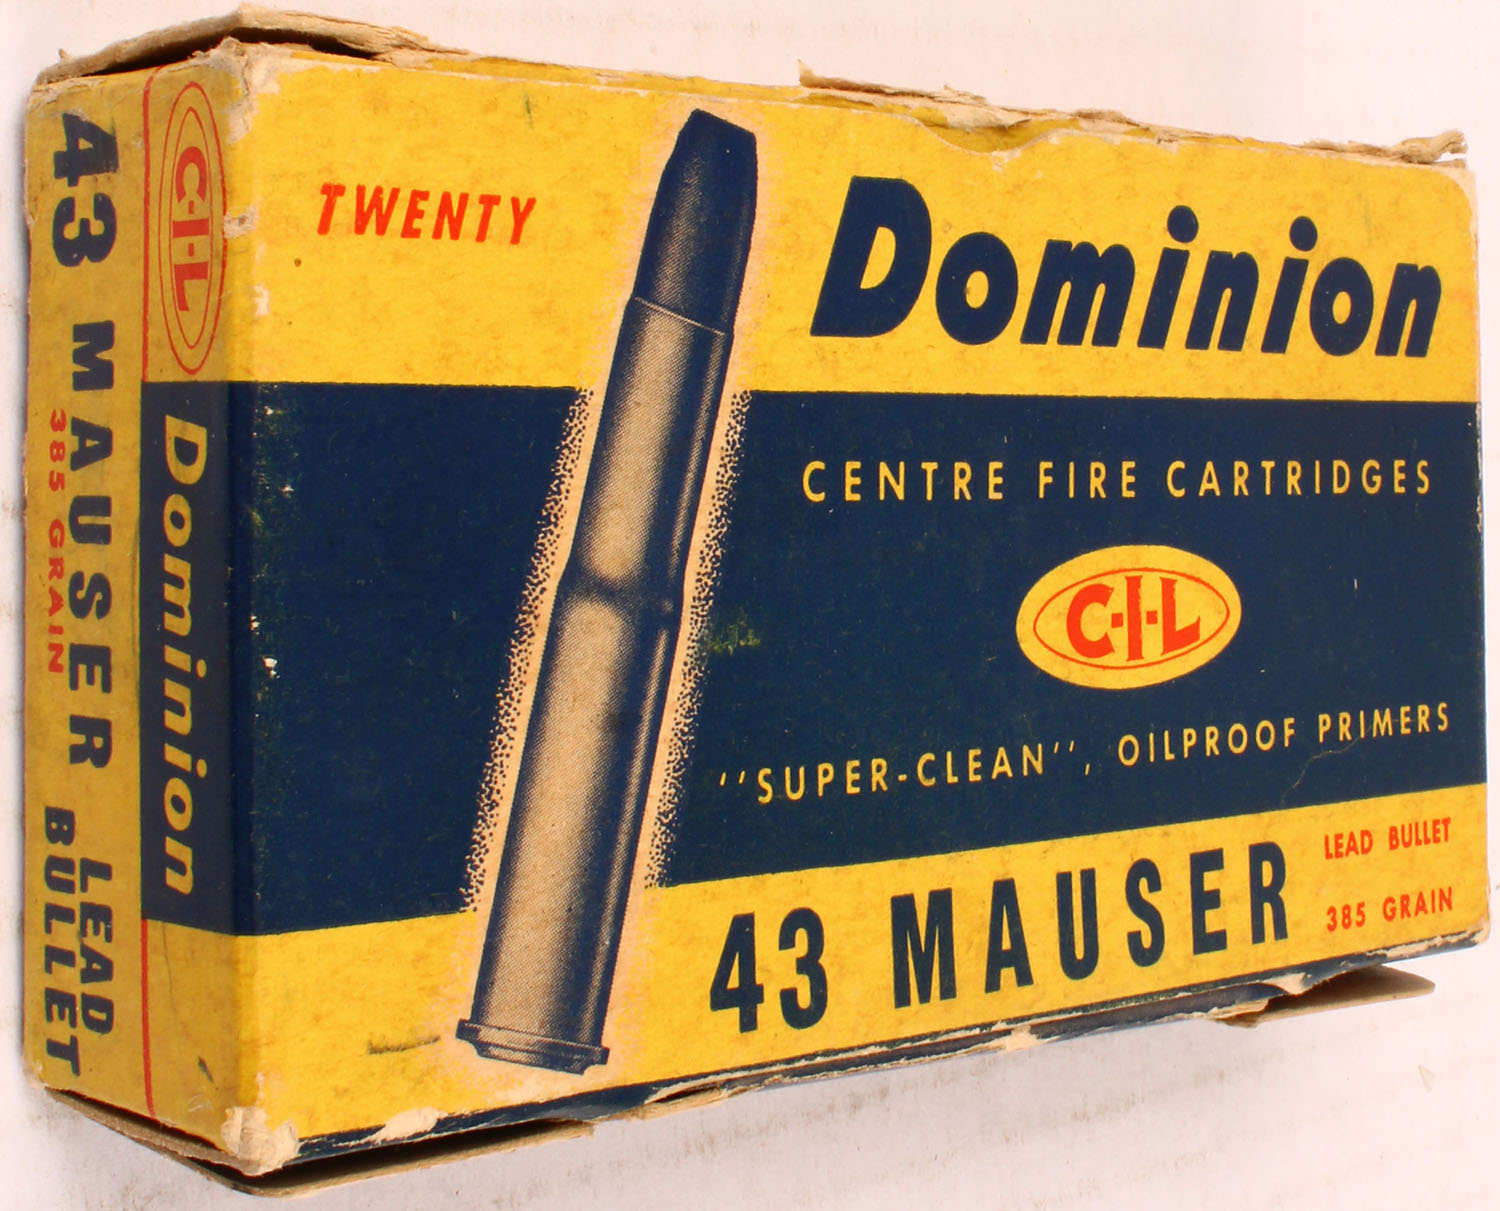 43 MAUSER
385 GRAIN
LEAD
BULLET
C-I-L
Dominion
TWENTY
Dominion
CENTRE FIRE CARTRIDGES
C-I-L
''SUPER-CLEAN'', OILPROOF PRIMERS
43 MAUSER
LEAD BULLET
385 GRAIN